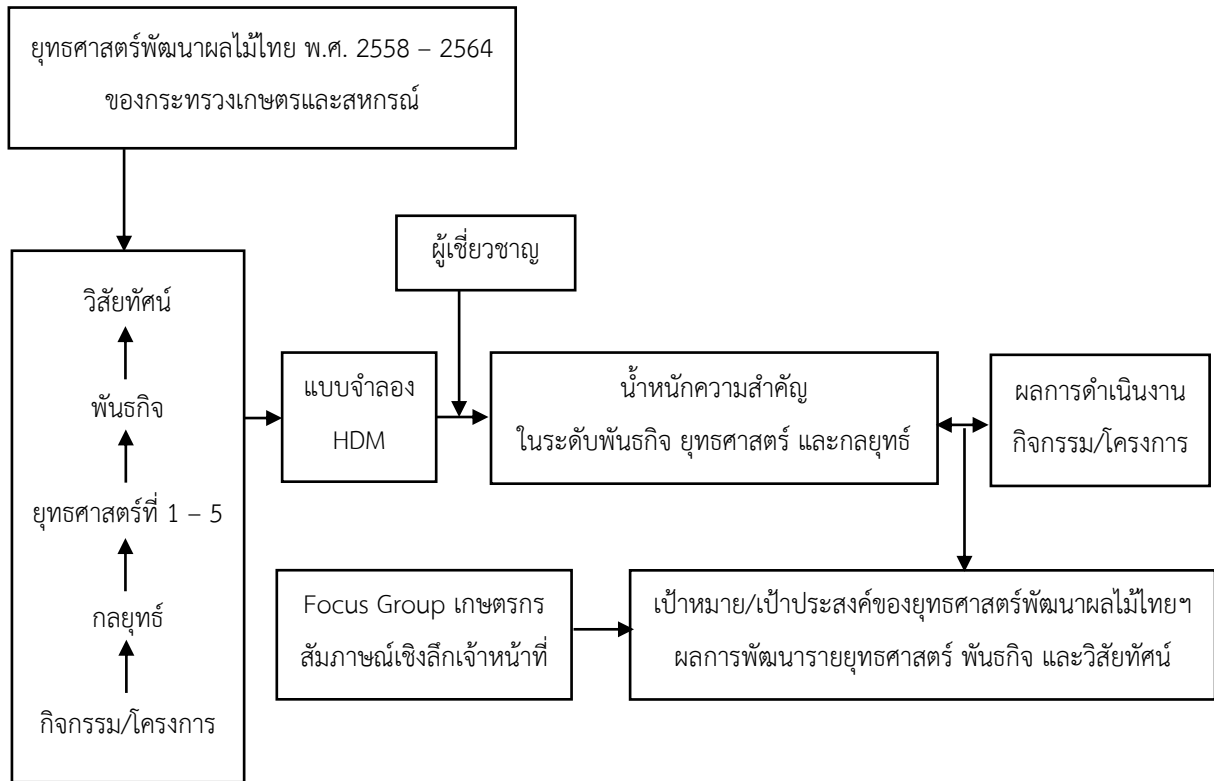 ยุทธศาสตร์พัฒนาผลไม้ไทย พ.ศ. 2558 – 2564
ของกระทรวงเกษตรและสหกรณ์
ผู้เชี่ยวชาญ
วิสัยทัศน์
พันธกิจ
ยุทธศาสตร์ที่ 1 – 5
กลยุทธ์
กิจกรรม/โครงการ
แบบจำลอง
HDM
น้ำหนักความสำคัญ
ในระดับพันธกิจ ยุทธศาสตร์ และกลยุทธ์
ผลการดำเนินงาน
กิจกรรม/โครงการ
Focus Group เกษตรกร
สัมภาษณ์เชิงลึกเจ้าหน้าที่
เป้าหมาย/เป้าประสงค์ของยุทธศาสตร์พัฒนาผลไม้ไทยฯ
ผลการพัฒนารายยุทธศาสตร์ พันธกิจ และวิสัยทัศน์